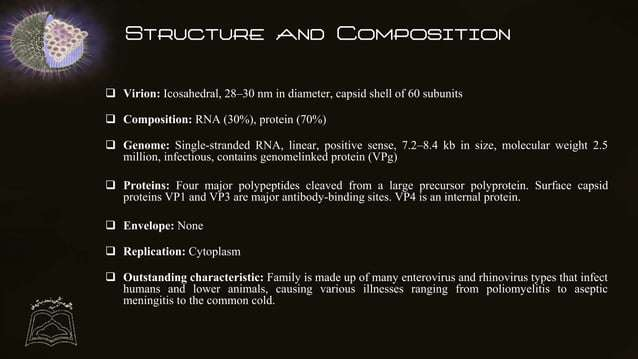 Structure and Composition
❑ Virion: Icosahedral, 28–30 nm in diameter, capsid shell of 60 subunits
❑ Composition: RNA (30%), protein (70%)
❑ Genome: Single-stranded RNA, linear, positive sense, 7.2–8.4 kb in size, molecular weight 2.5
million, infectious, contains genomelinked protein (VPg)
❑ Proteins: Four major polypeptides cleaved from a large precursor polyprotein. Surface capsid
proteins VP1 and VP3 are major antibody-binding sites. VP4 is an internal protein.
❑ Envelope: None
❑ Replication: Cytoplasm
❑ Outstanding characteristic: Family is made up of many enterovirus and rhinovirus types that infect
humans and lower animals, causing various illnesses ranging from poliomyelitis to aseptic
meningitis to the common cold.